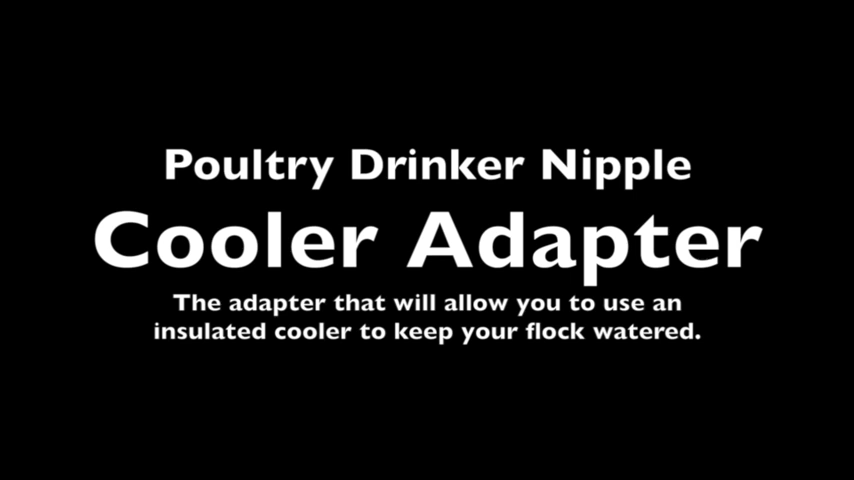 Poultry Drinker Nipple
Cooler Adapter
The adapter that will allow you to use an
insulated cooler to keep your flock watered.